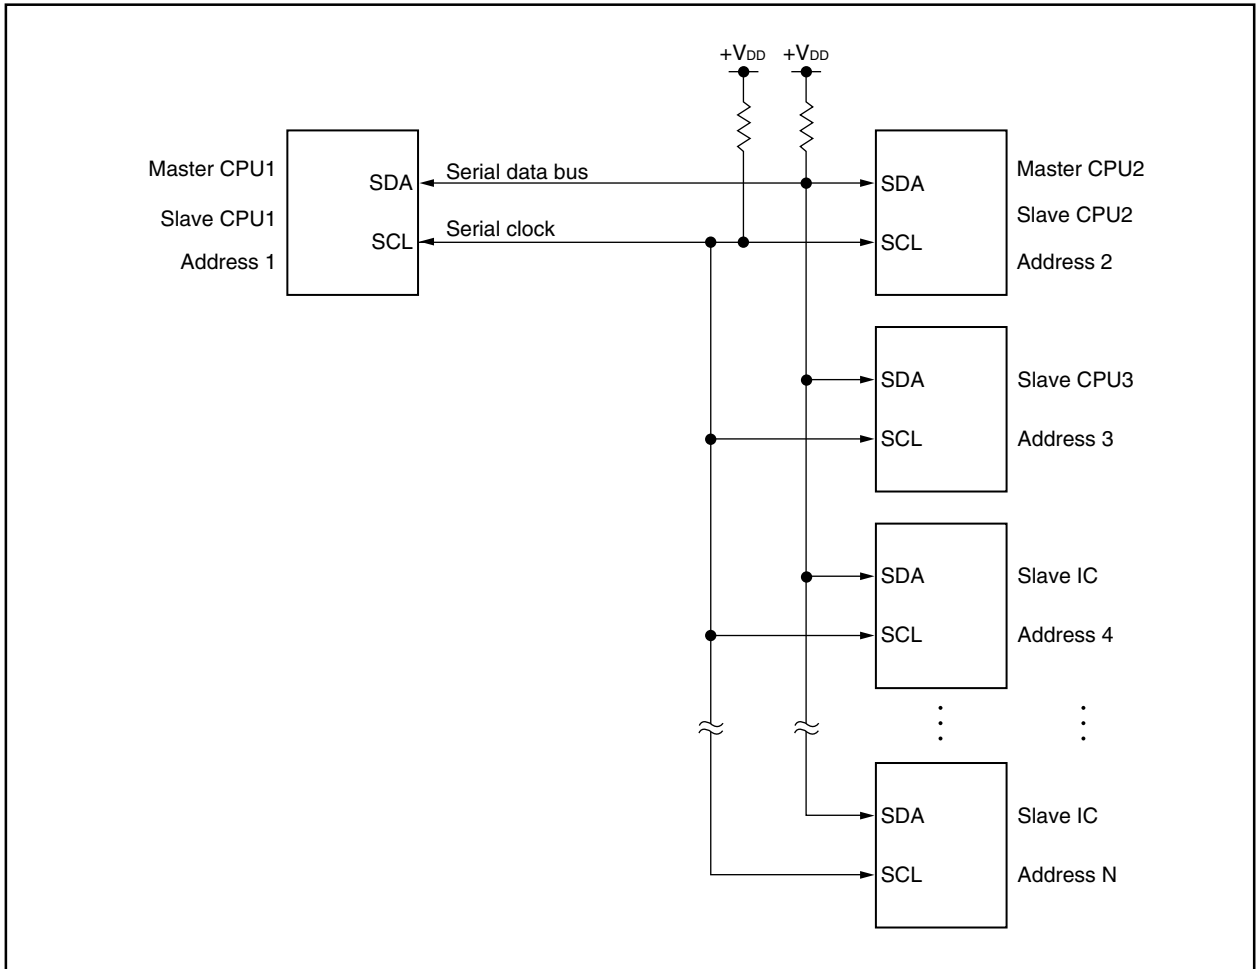 +VDD +VDD
Master CPU1
Slave CPU1
Address 1
SDA
SCL
Serial data bus
Serial clock
SDA
SCL
Master CPU2
Slave CPU2
Address 2
SDA
SCL
Slave CPU3
Address 3
SDA
SCL
Slave IC
Address 4
SDA
SCL
Slave IC
Address N